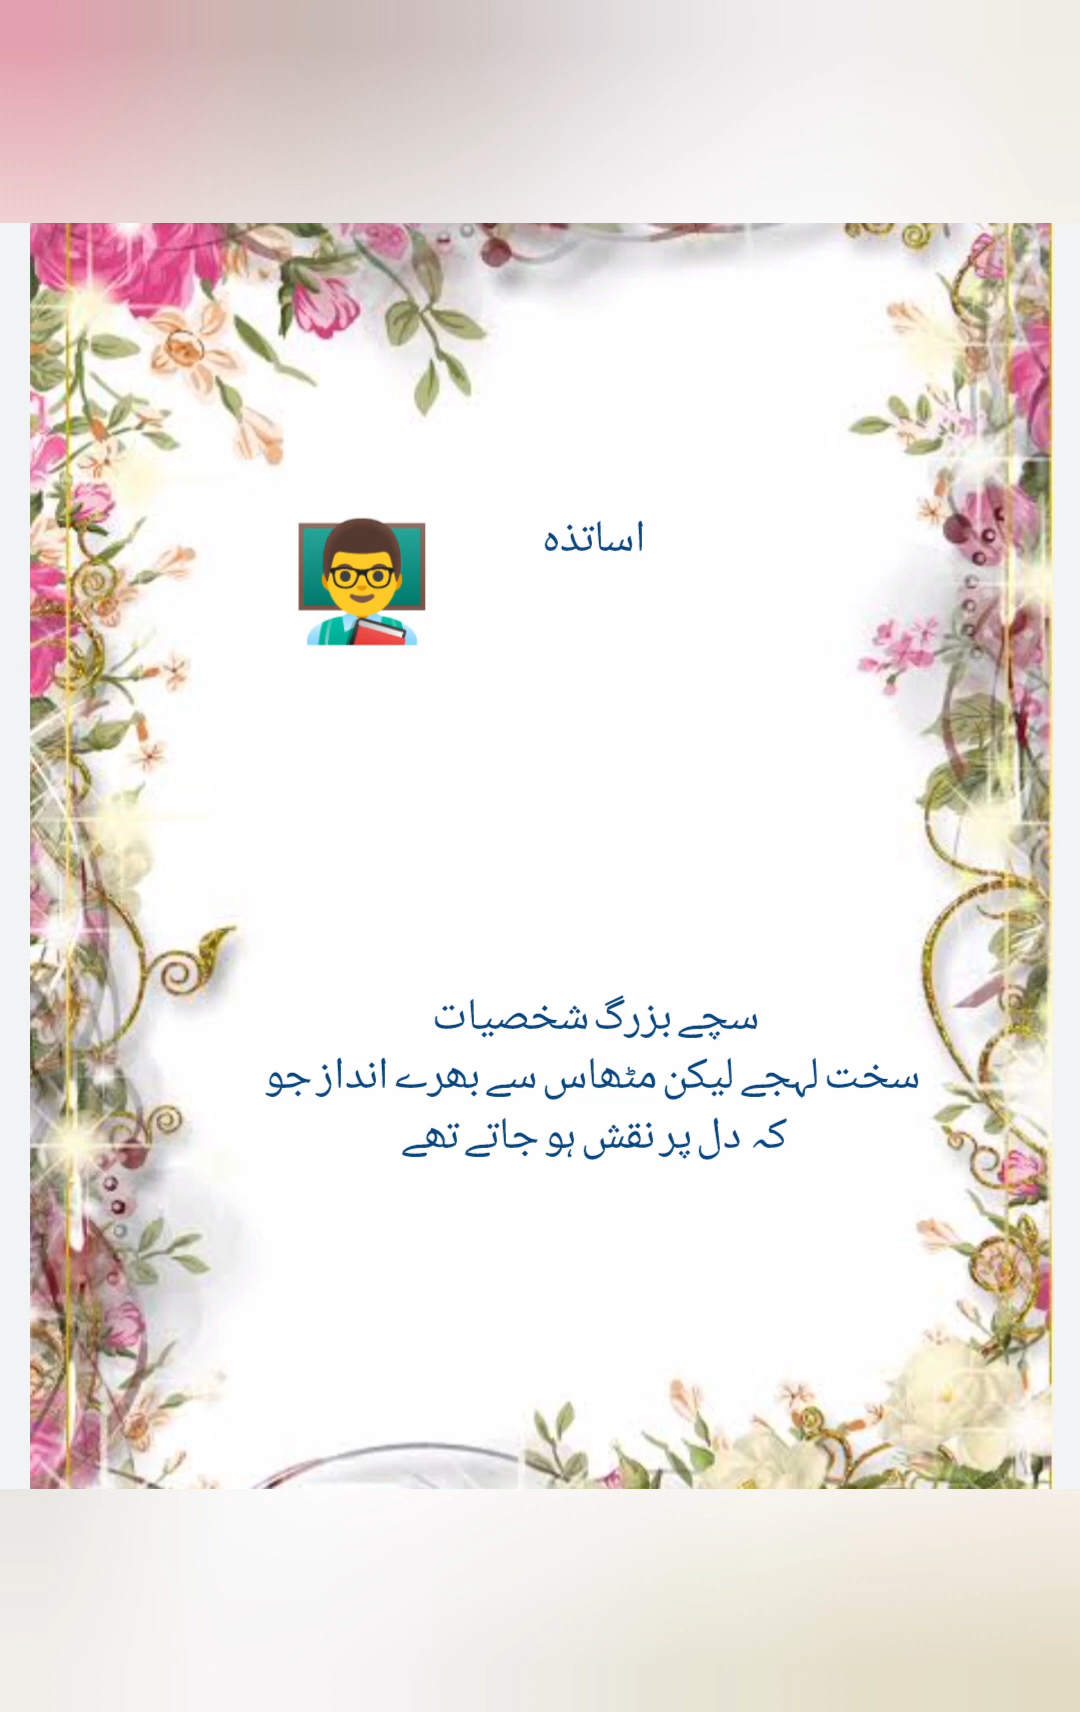 اساتذہ
سچے بزرگ شخصیات
سخت لہجے لیکن مٹھاس سے بھرے انداز جو
کہ دل پر نقش ہو جاتے تھے